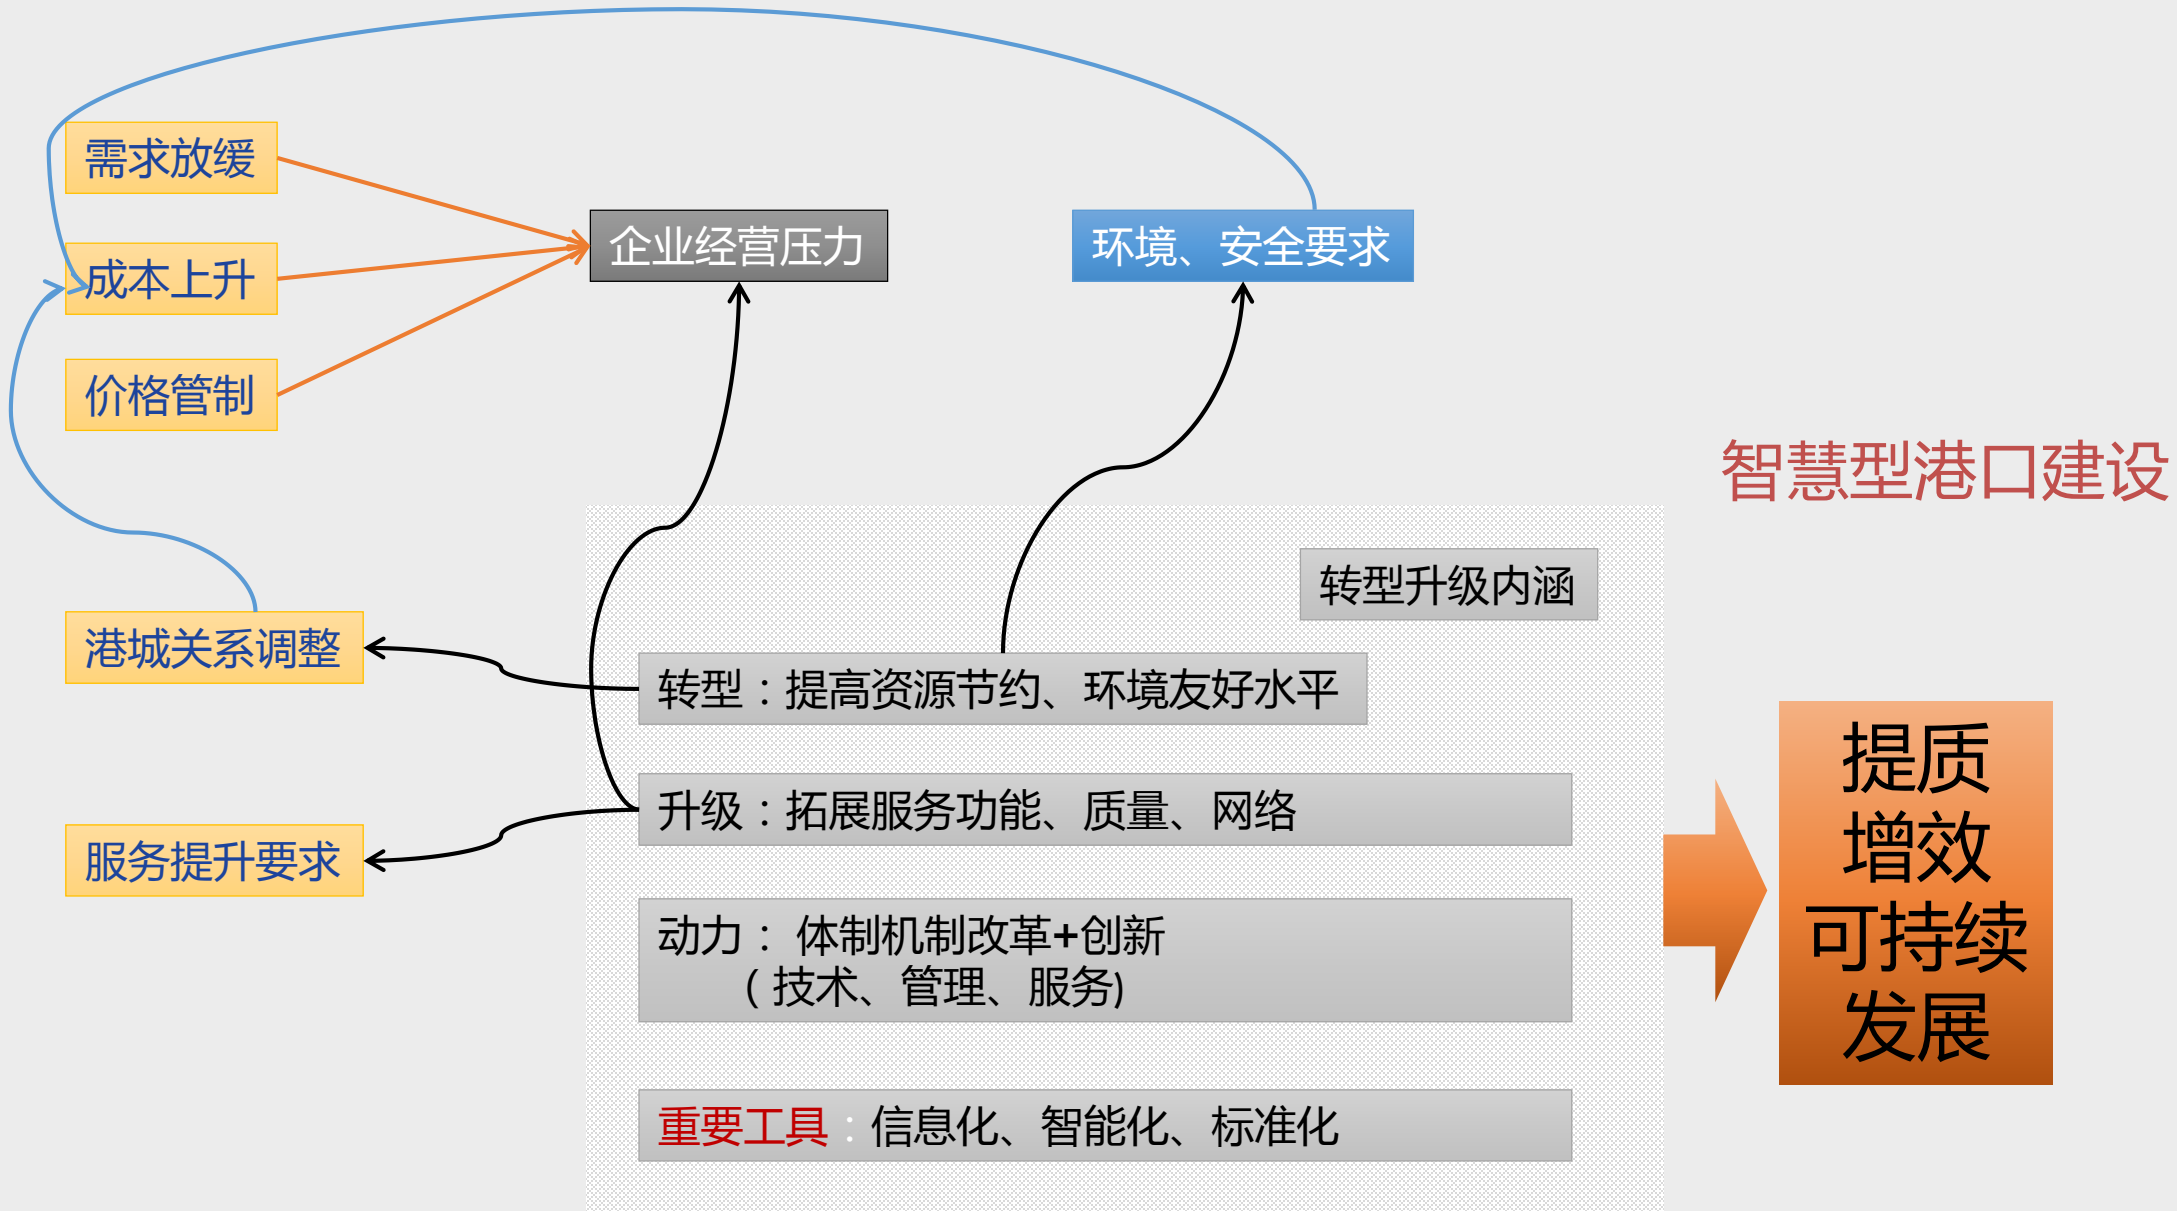 需求放缓
企业经营压力
环境、安全要求
成本上升
价格管制
智慧型港口建设
转型升级内涵
港城关系调整
转型：提高资源节约、环境友好水平
升级：拓展服务功能、质量、网络
服务提升要求
动力： 体制机制改革+创新
（技术、管理、服务)
重要工具：信息化、智能化、标准化
提质
增效
可持续
发展